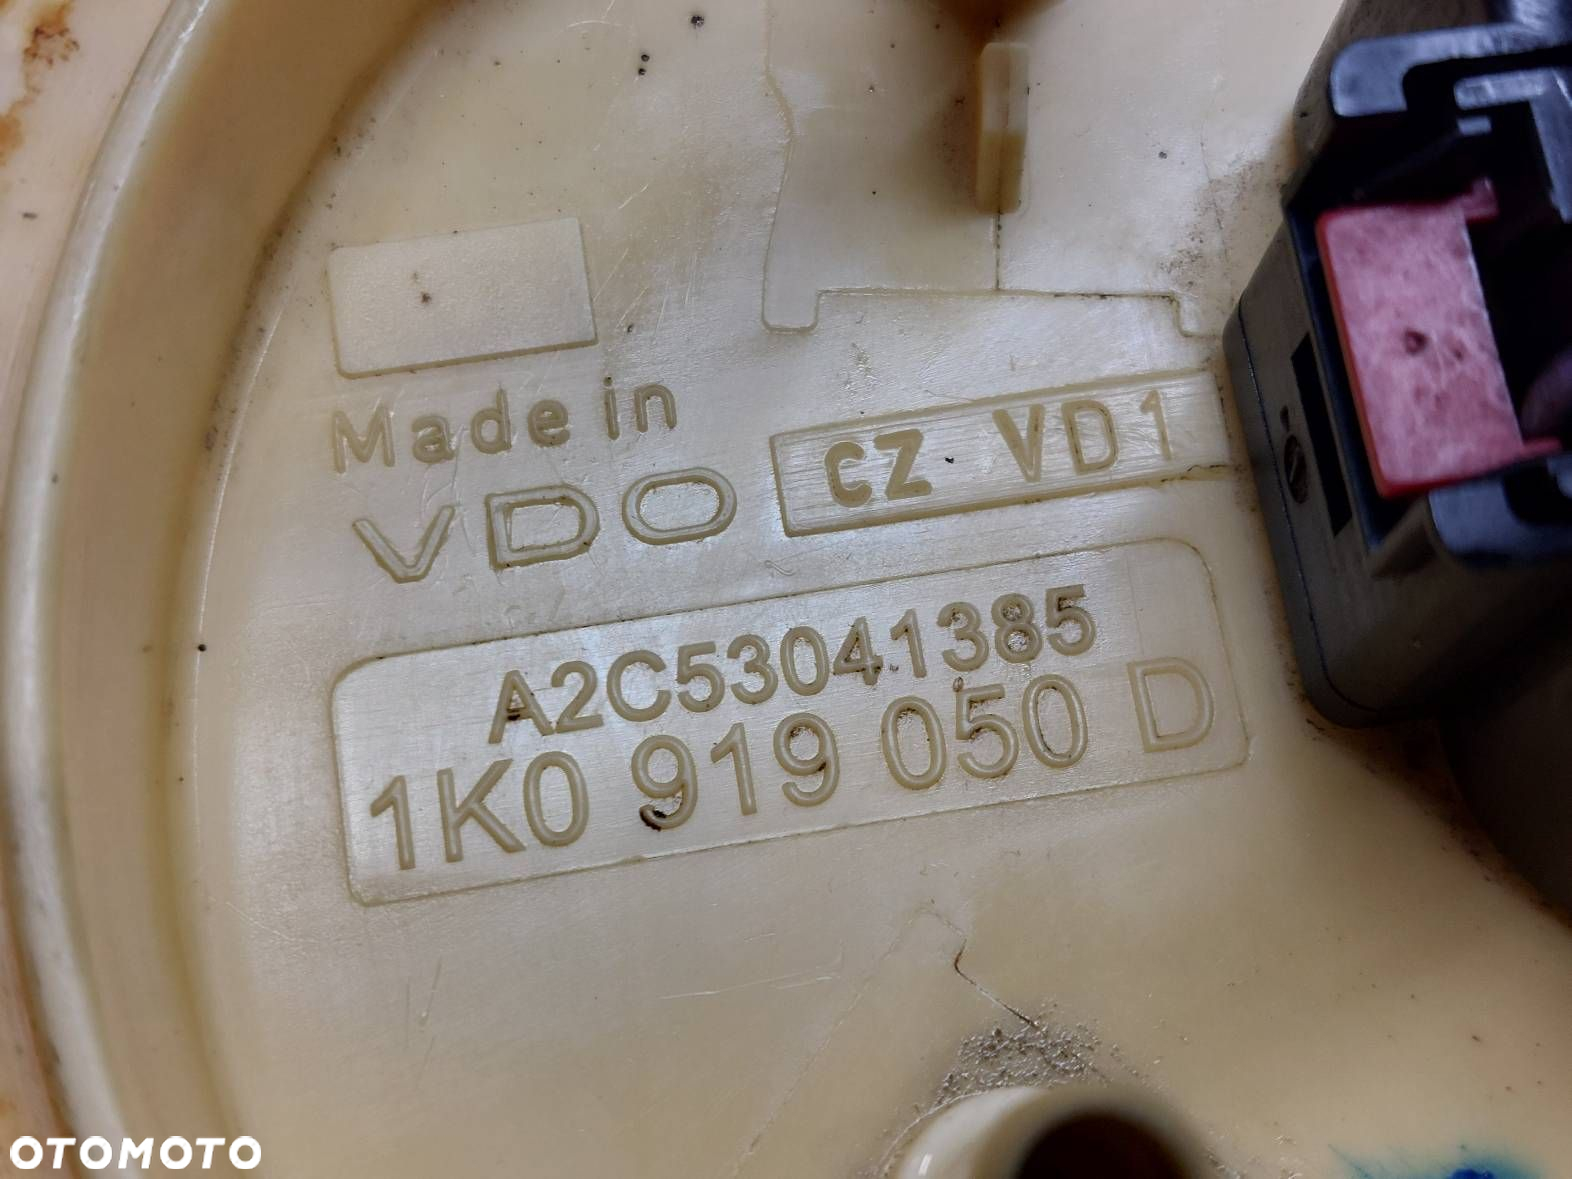 Made in CZ VD1
VDO
A2C53041385
1K0 919 050 D
OTOMOTO